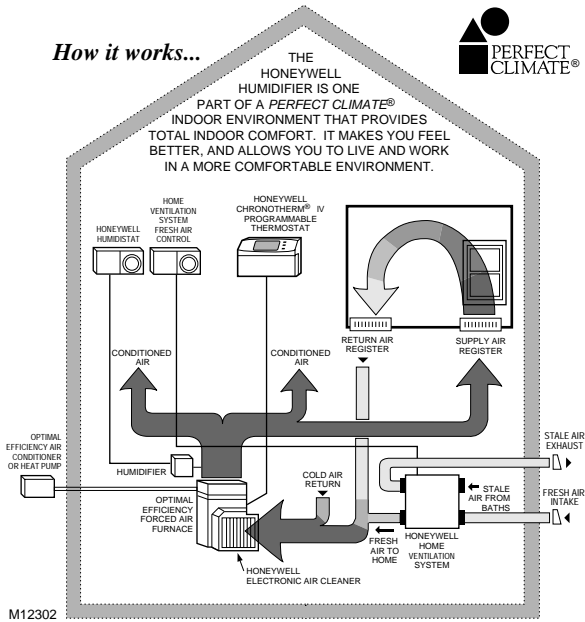 How it works...
PERFECT
CLIMATE®
THE
HONEYWELL
HUMIDIFIER IS ONE
PART OF A PERFECT CLIMATE®
INDOOR ENVIRONMENT THAT PROVIDES
TOTAL INDOOR COMFORT. IT MAKES YOU FEEL
BETTER, AND ALLOWS YOU TO LIVE AND WORK
IN A MORE COMFORTABLE ENVIRONMENT.
HONEYWELL
HUMIDISTAT
HOME
VENTILATION
SYSTEM
FRESH AIR
CONTROL
HONEYWELL
CHRONOTHERM® IV
PROGRAMMABLE
THERMOSTAT
RETURN AIR
REGISTER
SUPPLY AIR
REGISTER
CONDITIONED
AIR
CONDITIONED
AIR
OPTIMAL
EFFICIENCY AIR
CONDITIONER
OR HEAT PUMP
HUMIDIFIER
OPTIMAL
EFFICIENCY
FORCED AIR
FURNACE
COLD AIR
RETURN
STALE AIR
EXHAUST
STALE
AIR FROM
BATHS
FRESH AIR
INTAKE
FRESH
AIR TO
HOME
HONEYWELL
HOME
VENTILATION
SYSTEM
HONEYWELL
ELECTRONIC AIR CLEANER
M12302